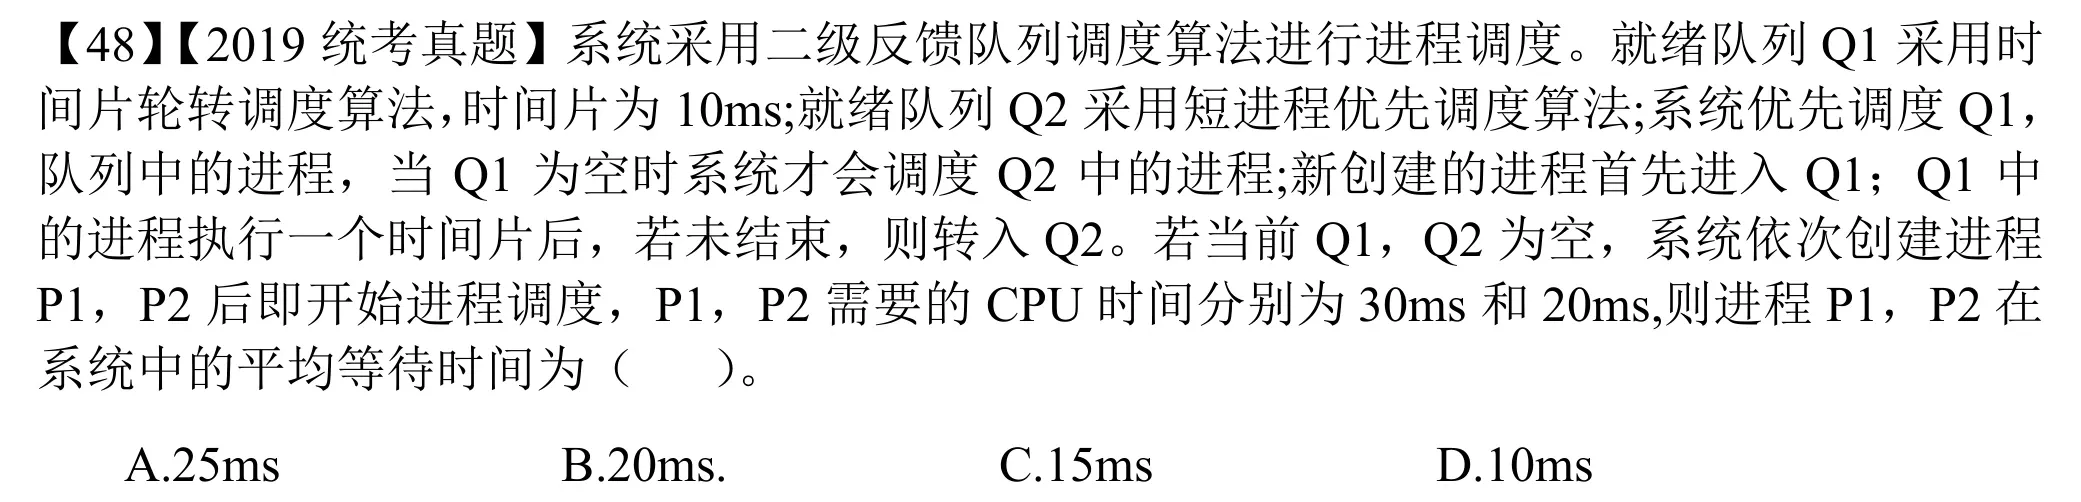 【48】【2019 统考真题】系统采用二级反馈队列调度算法进行进程调度。就绪队列 Q1 采用时
间片轮转调度算法,时间片为 10ms;就绪队列 Q2 采用短进程优先调度算法;系统优先调度 Q1，
队列中的进程，当 Q1 为空时系统才会调度 Q2 中的进程;新创建的进程首先进入 Q1；Q1 中
的进程执行一个时间片后，若未结束，则转入 Q2。若当前 Q1，Q2 为空，系统依次创建进程
P1，P2 后即开始进程调度，P1，P2 需要的 CPU 时间分别为 30ms 和 20ms,则进程 P1，P2 在
系统中的平均等待时间为（　　）。
A.25ms B.20ms. C.15ms D.10ms